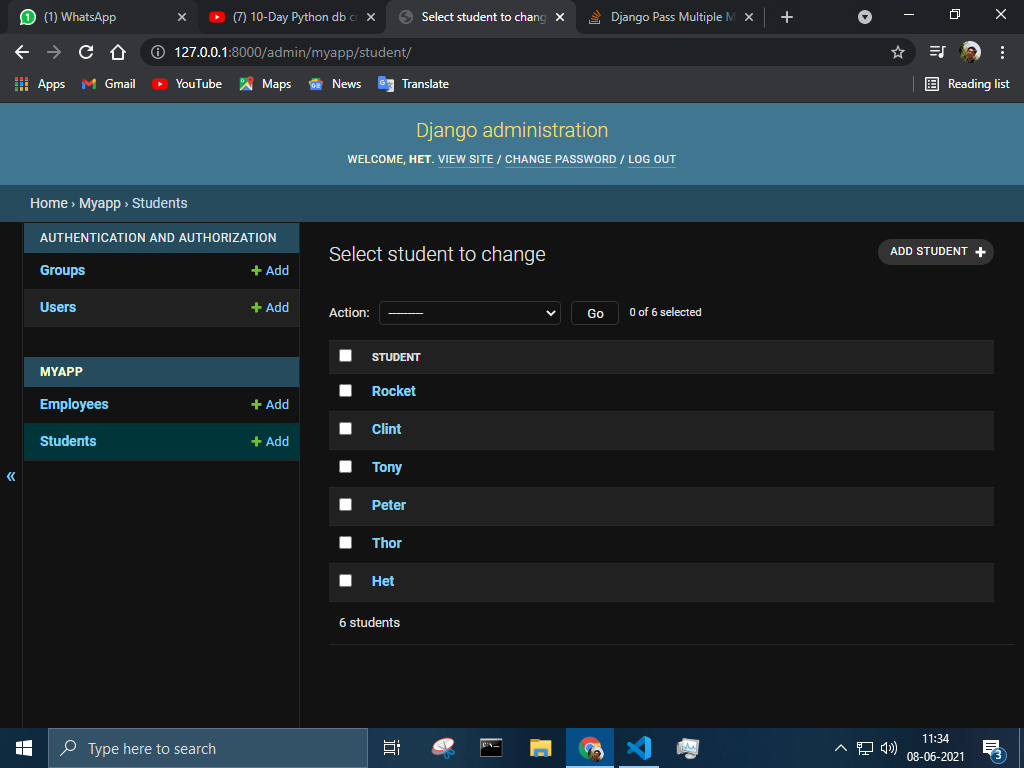 (1) WhatsApp
(7) 10-Day Python db c
Select student to chang
Django Pass Multiple M
127.0.0.1:8000/admin/myapp/student/
Apps
Gmail
YouTube
Maps
News
Translate
Reading list
Django administration
WELCOME, HET. VIEW SITE / CHANGE PASSWORD / LOG OUT
Home › Myapp › Students
AUTHENTICATION AND AUTHORIZATION
Groups
+ Add
Users
+ Add
MYAPP
Employees
+ Add
Students
+ Add
«
Select student to change
ADD STUDENT +
Action:
---------
Go
0 of 6 selected
STUDENT
Rocket
Clint
Tony
Peter
Thor
Het
6 students
Type here to search
11:34
08-06-2021
3